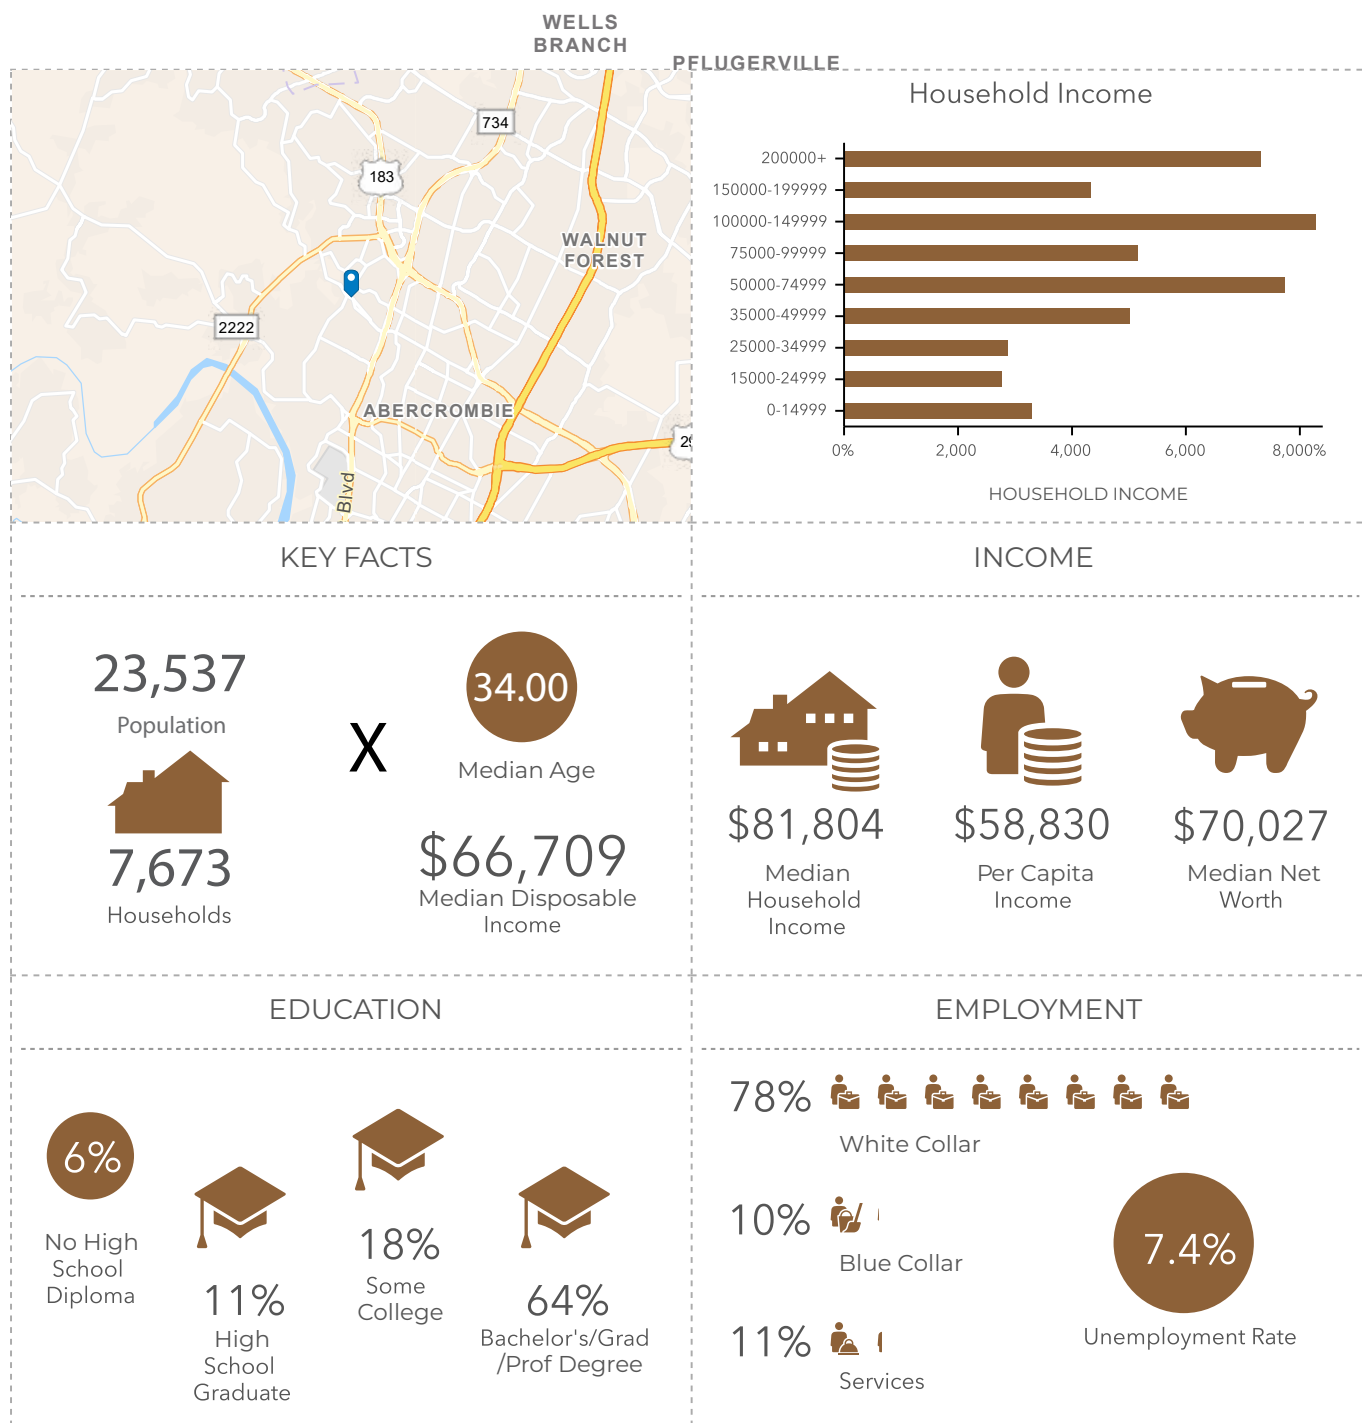 WELLS
BRANCH
PFLUGERVILLE
734
183
WALNUT
FOREST
2222
ABERCROMBIE
29
Blvd
Household Income
200000+
150000-199999
100000-149999
75000-99999
50000-74999
35000-49999
25000-34999
15000-24999
0-14999
0% 2,000 4,000 6,000 8,000%
HOUSEHOLD INCOME
KEY FACTS
23,537
Population
7,673
Households
X
34.00
Median Age
$66,709
Median Disposable
Income
INCOME
$81,804
Median
Household
Income
$58,830
Per Capita
Income
$70,027
Median Net
Worth
EDUCATION
6%
No High
School
Diploma
11%
High
School
Graduate
18%
Some
College
64%
Bachelor's/Grad
/Prof Degree
EMPLOYMENT
78%
White Collar
10%
Blue Collar
11%
Services
7.4%
Unemployment Rate